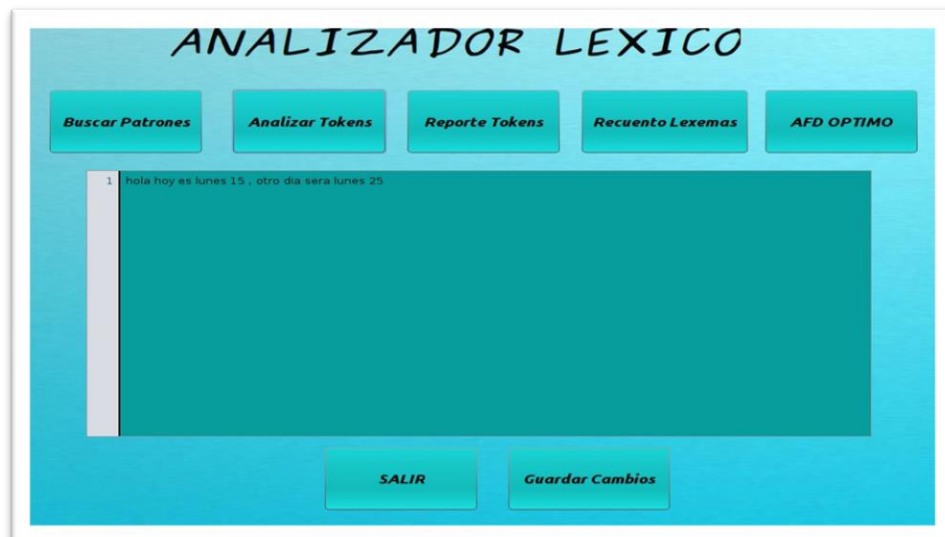 ANALIZADOR LEXICO
Buscar Patrones
Analizar Tokens
Reporte Tokens
Recuento Lexemas
AFD OPTIMO
1 hola hoy es lunes 15 , otro dia sera lunes 25
SALIR
Guardar Cambios